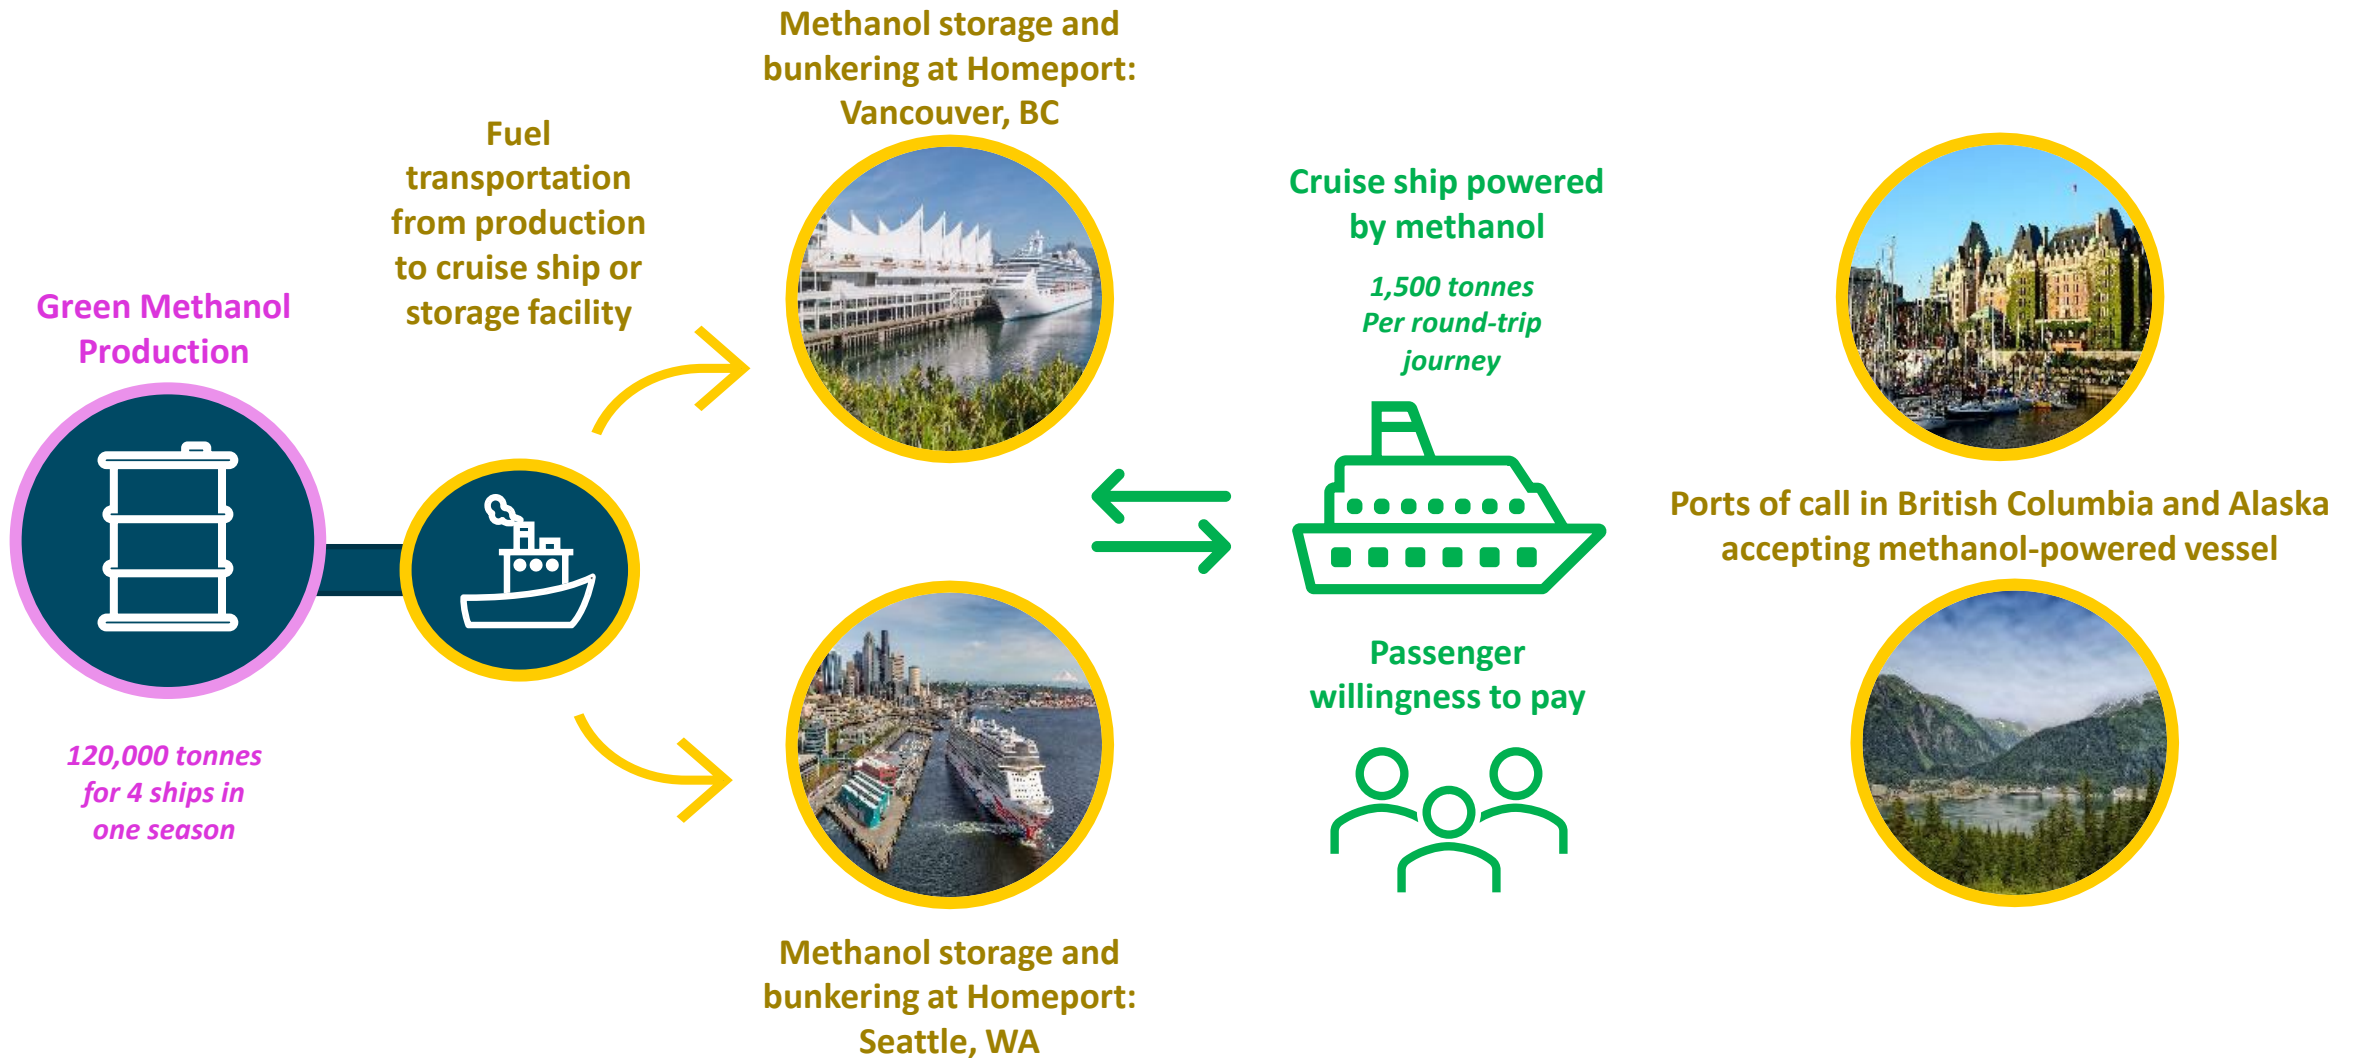 Methanol storage and
bunkering at Homeport:
Vancouver, BC
Fuel
transportation
from production
to cruise ship or
storage facility
Green Methanol
Production
120,000 tonnes
for 4 ships in
one season
Methanol storage and
bunkering at Homeport:
Seattle, WA
Cruise ship powered
by methanol
1,500 tonnes
Per round-trip
journey
Passenger
willingness to pay
Ports of call in British Columbia and Alaska
accepting methanol-powered vessel